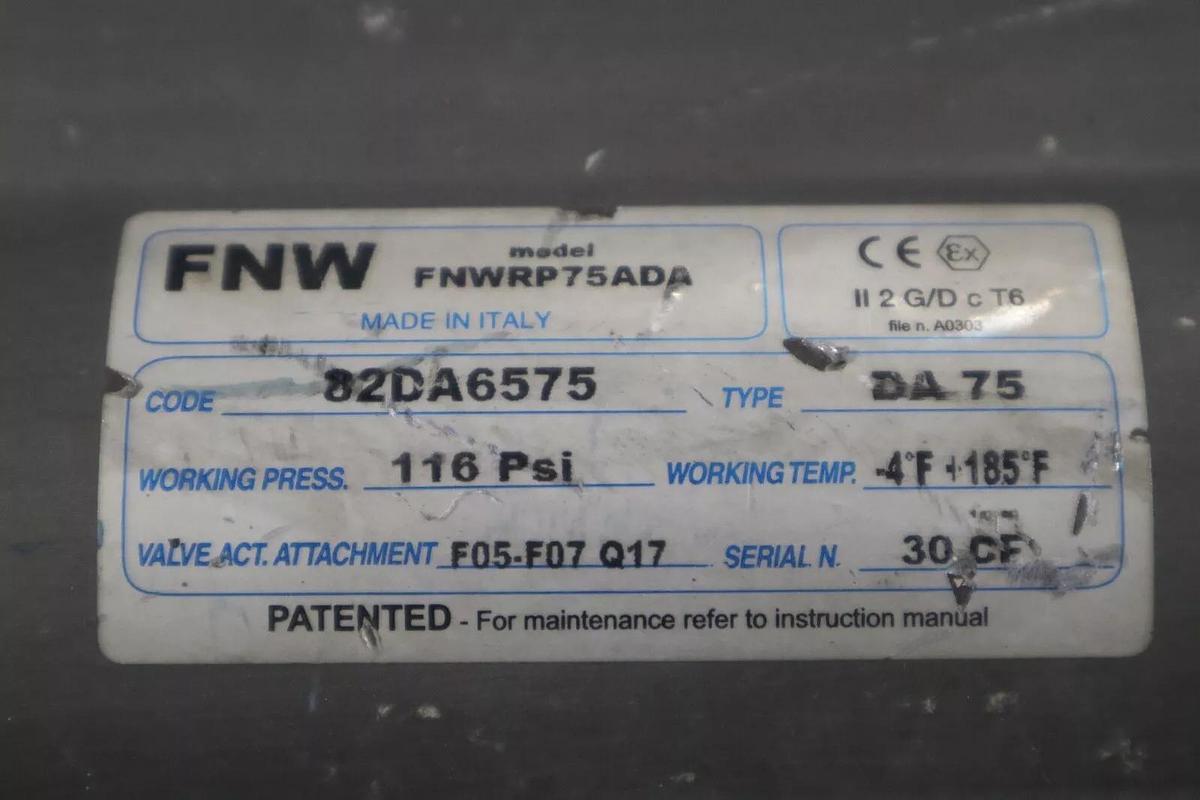 FNW
model
FNWRP75ADA
MADE IN ITALY
CE Ex
II 2 G/D c T6
file n. A0303
CODE 82DA6575 TYPE DA 75
WORKING PRESS. 116 Psi WORKING TEMP. -4°F +185°F
VALVE ACT. ATTACHMENT F05-F07 Q17 SERIAL N. 30 CF
PATENTED - For maintenance refer to instruction manual